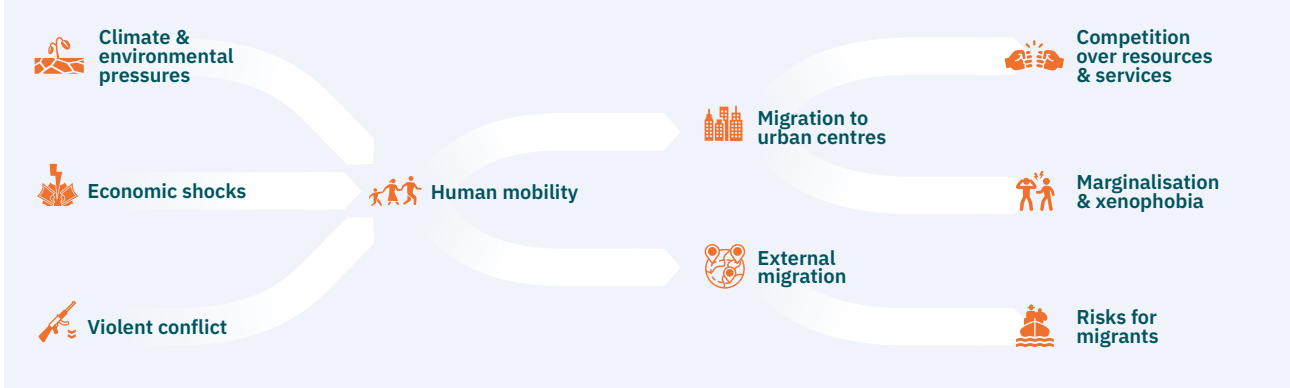 Climate &
environmental
pressures
Economic shocks
Violent conflict
Human mobility
Migration to
urban centres
External
migration
Competition
over resources
& services
Marginalisation
& xenophobia
Risks for
migrants